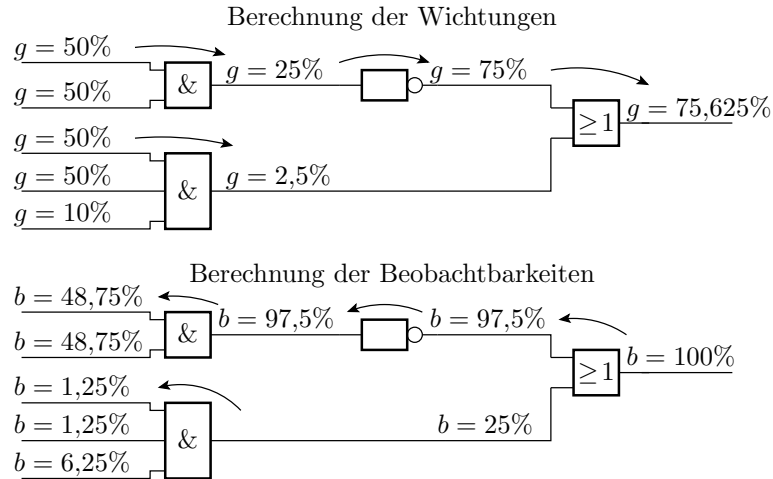 Berechnung der Wichtungen
g = 50%
g = 50%
&
g = 25%
g = 75%
≥1
g = 75,625%
g = 50%
g = 50%
g = 10%
&
g = 2,5%
Berechnung der Beobachtbarkeiten
b = 48,75%
b = 48,75%
&
b = 97,5%
b = 97,5%
≥1
b = 100%
b = 1,25%
b = 1,25%
b = 6,25%
&
b = 25%